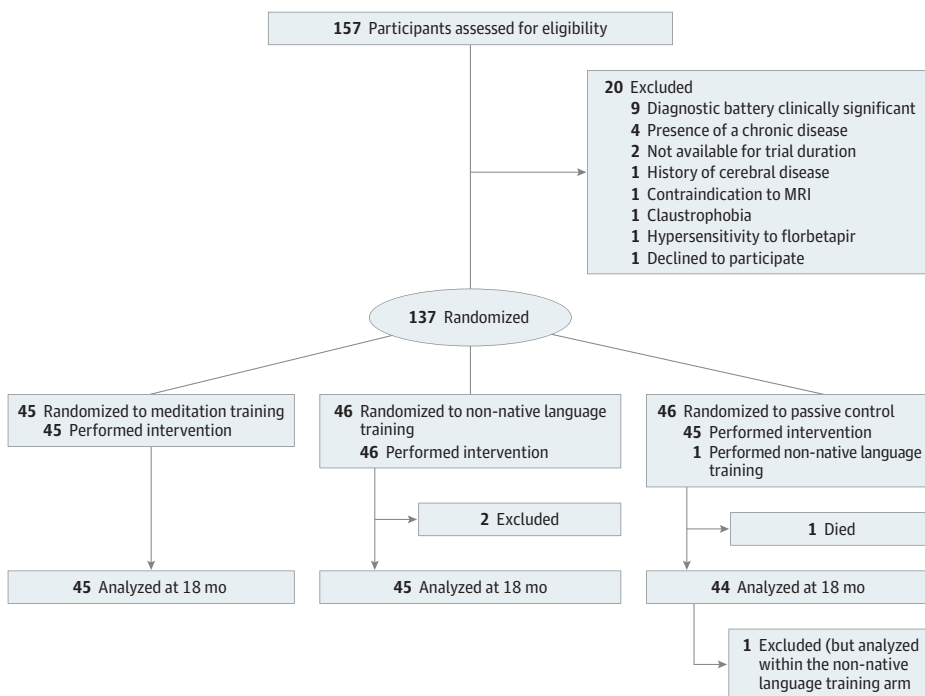 157 Participants assessed for eligibility
20 Excluded
9 Diagnostic battery clinically significant
4 Presence of a chronic disease
2 Not available for trial duration
1 History of cerebral disease
1 Contraindication to MRI
1 Claustrophobia
1 Hypersensitivity to florbetapir
1 Declined to participate
137 Randomized
45 Randomized to meditation training
45 Performed intervention
46 Randomized to non-native language
training
46 Performed intervention
46 Randomized to passive control
45 Performed intervention
1 Performed non-native language
training
2 Excluded
1 Died
45 Analyzed at 18 mo
45 Analyzed at 18 mo
44 Analyzed at 18 mo
1 Excluded (but analyzed
within the non-native
language training arm